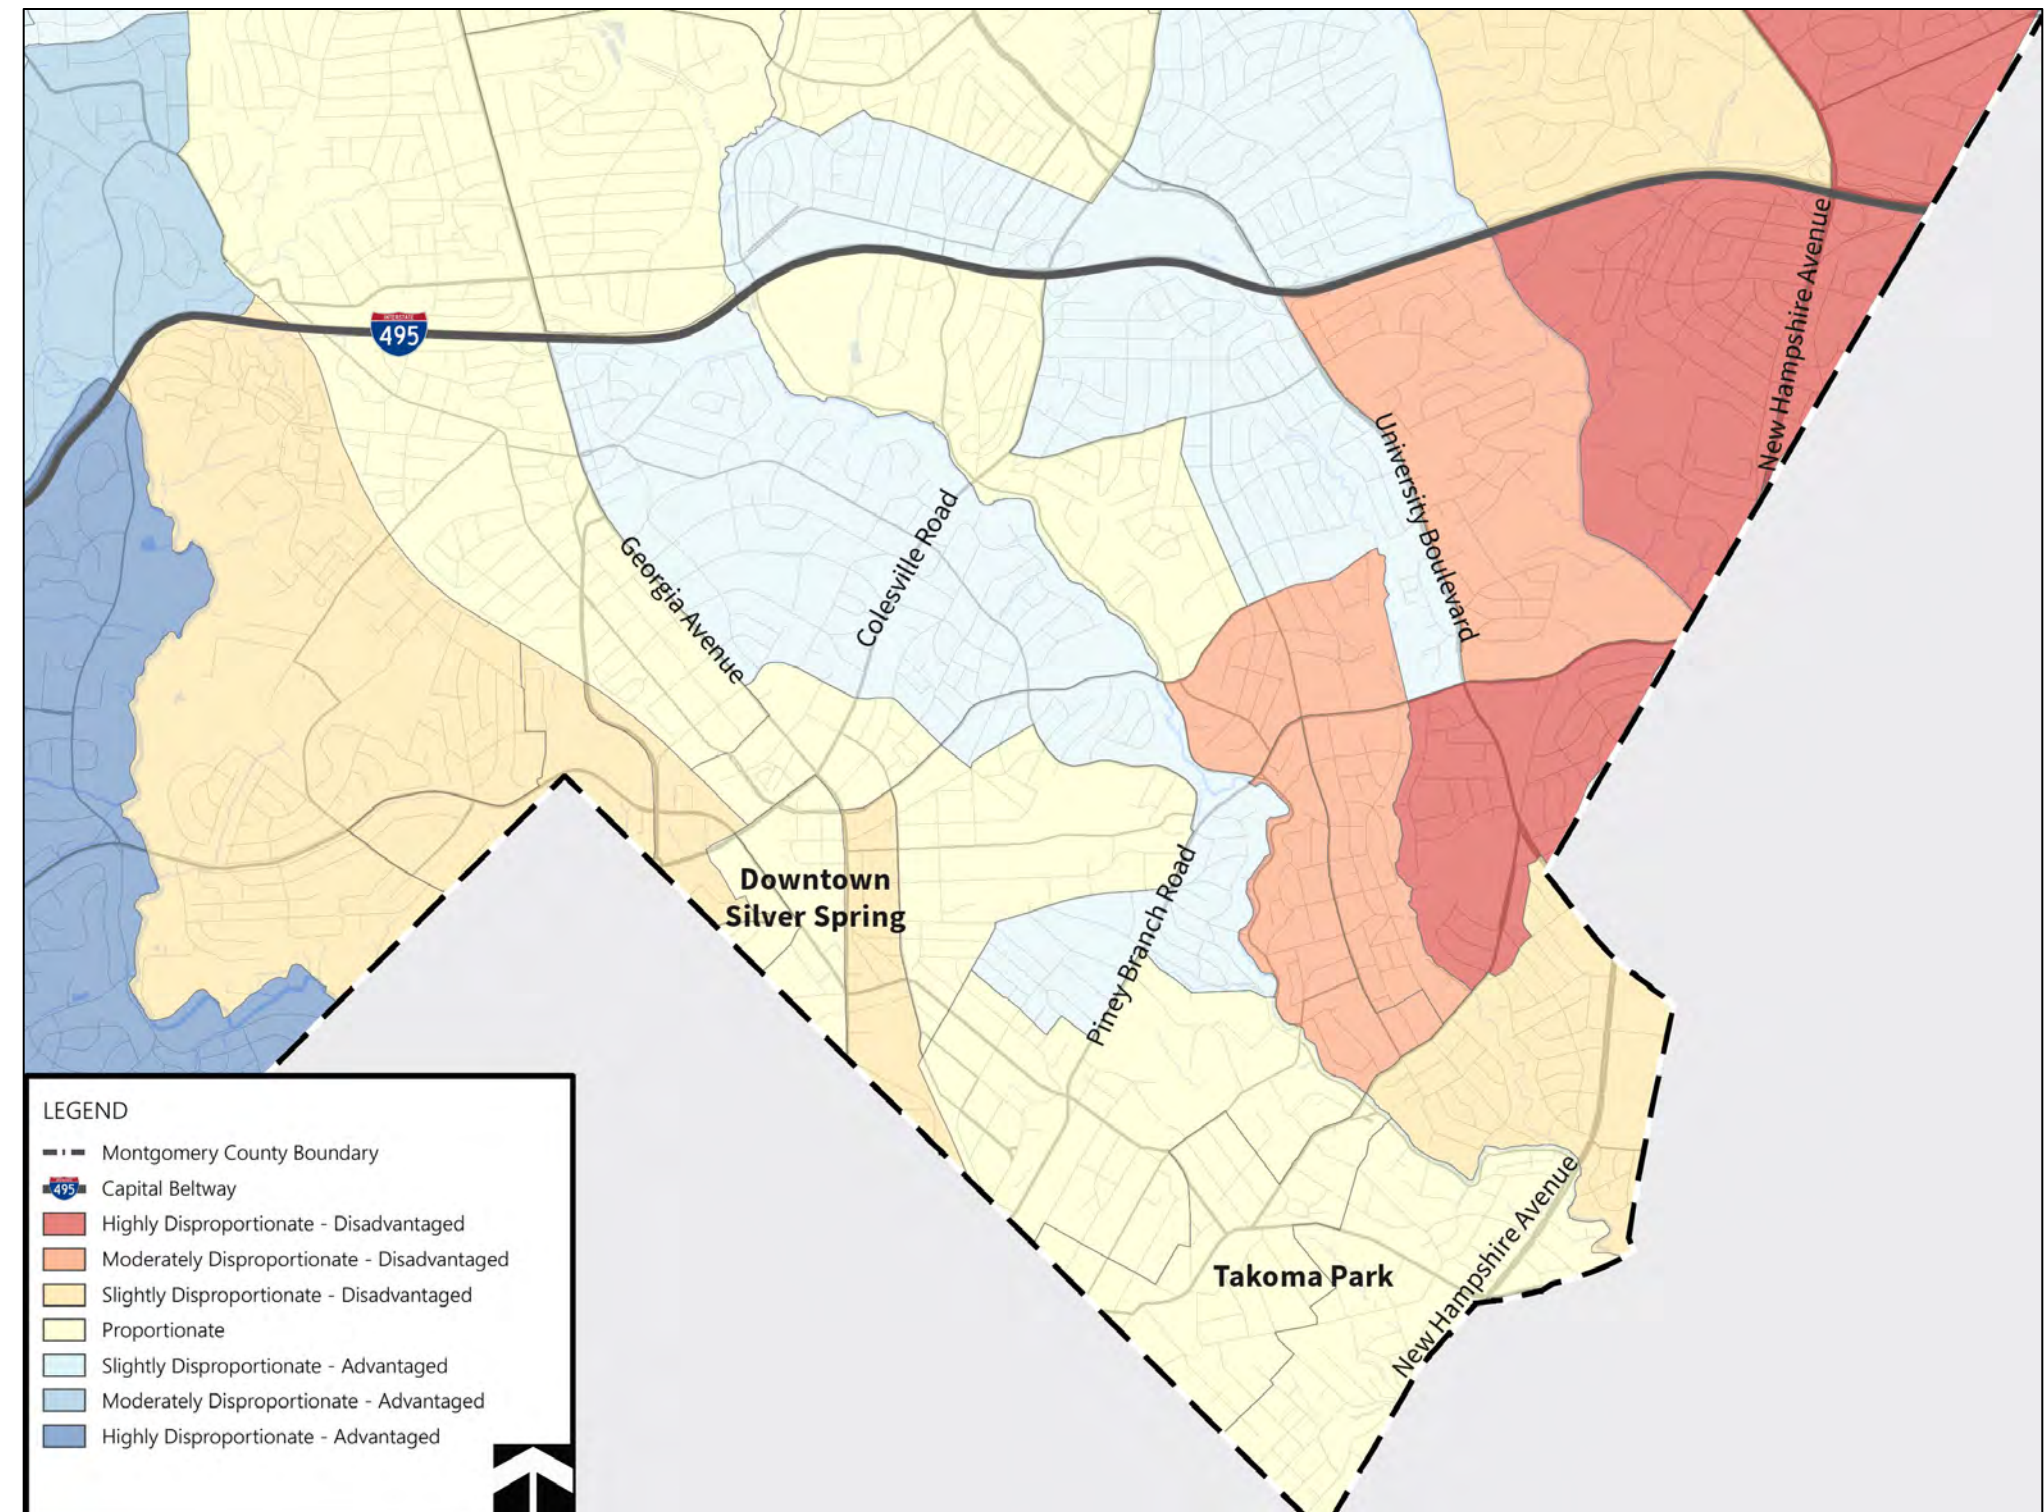 New Hampshire Avenue
INTERSTATE
495
University Boulevard
Colesville Road
Georgia Avenue
Downtown
Silver Spring
Piney Branch Road
New Hampshire Avenue
Takoma Park
LEGEND
Montgomery County Boundary
495
Capital Beltway
Highly Disproportionate - Disadvantaged
Moderately Disproportionate - Disadvantaged
Slightly Disproportionate - Disadvantaged
Proportionate
Slightly Disproportionate - Advantaged
Moderately Disproportionate - Advantaged
Highly Disproportionate - Advantaged